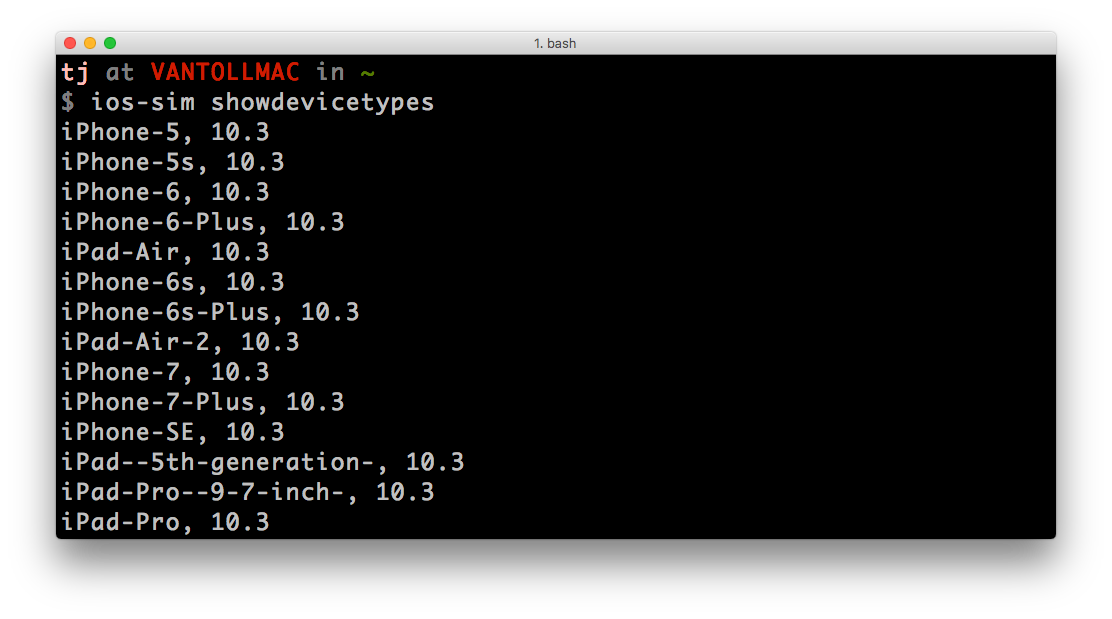 1. bash
tj at VANTOLLMAC in ~
$ ios-sim showdevicetypes
iPhone-5, 10.3
iPhone-5s, 10.3
iPhone-6, 10.3
iPhone-6-Plus, 10.3
iPad-Air, 10.3
iPhone-6s, 10.3
iPhone-6s-Plus, 10.3
iPad-Air-2, 10.3
iPhone-7, 10.3
iPhone-7-Plus, 10.3
iPhone-SE, 10.3
iPad--5th-generation-, 10.3
iPad-Pro--9-7-inch-, 10.3
iPad-Pro, 10.3